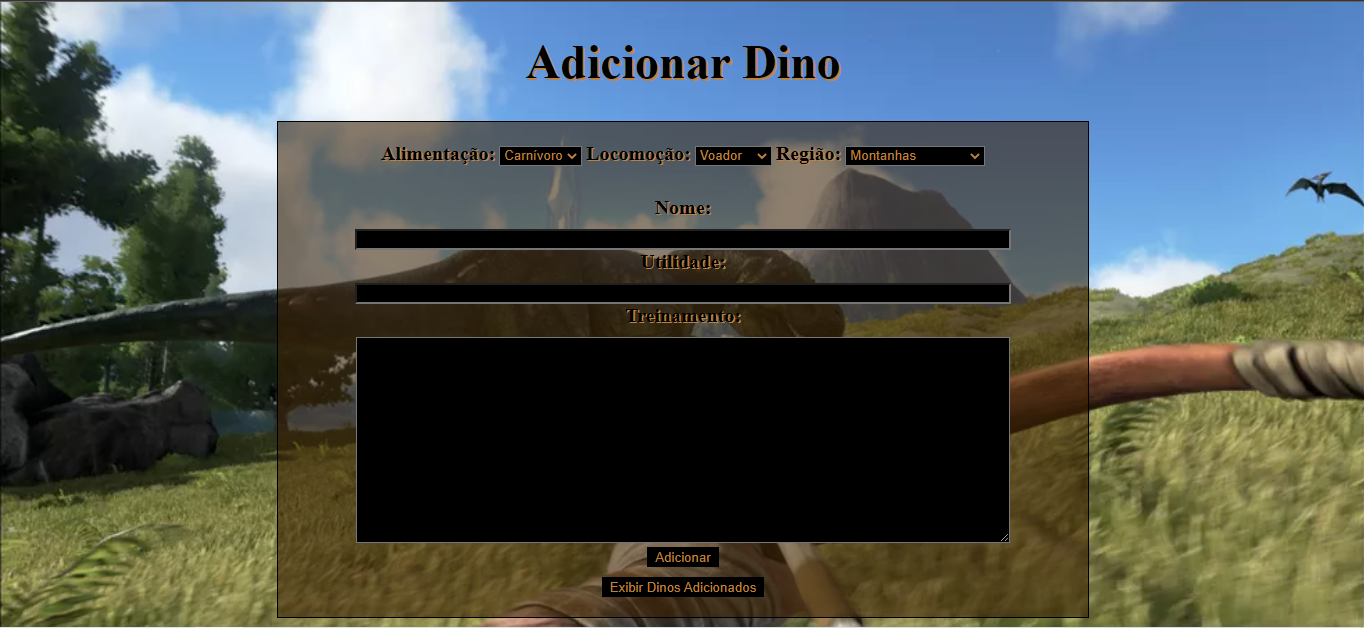 Adicionar Dino
Alimentação: Carnívoro Locomoção: Voador Região: Montanhas
Nome:
Utilidade:
Treinamento:
Adicionar
Exibir Dinos Adicionados